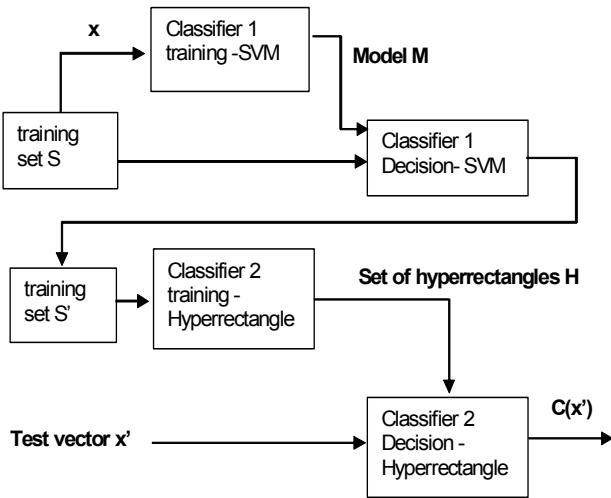 x
Classifier 1
training -SVM
Model M
training
set S
Classifier 1
Decision- SVM
training
set S'
Classifier 2
training -
Hyperrectangle
Set of hyperrectangles H
Test vector x'
Classifier 2
Decision -
Hyperrectangle
C(x')